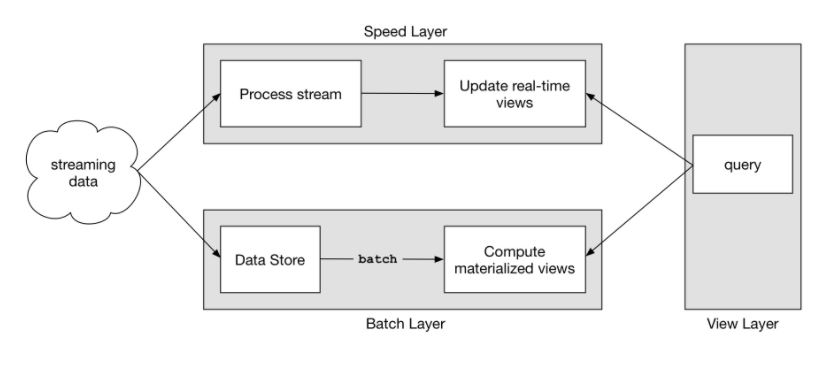 Speed Layer
Process stream
Update real-time
views
streaming
data
query
Data Store
batch
Compute
materialized views
Batch Layer
View Layer